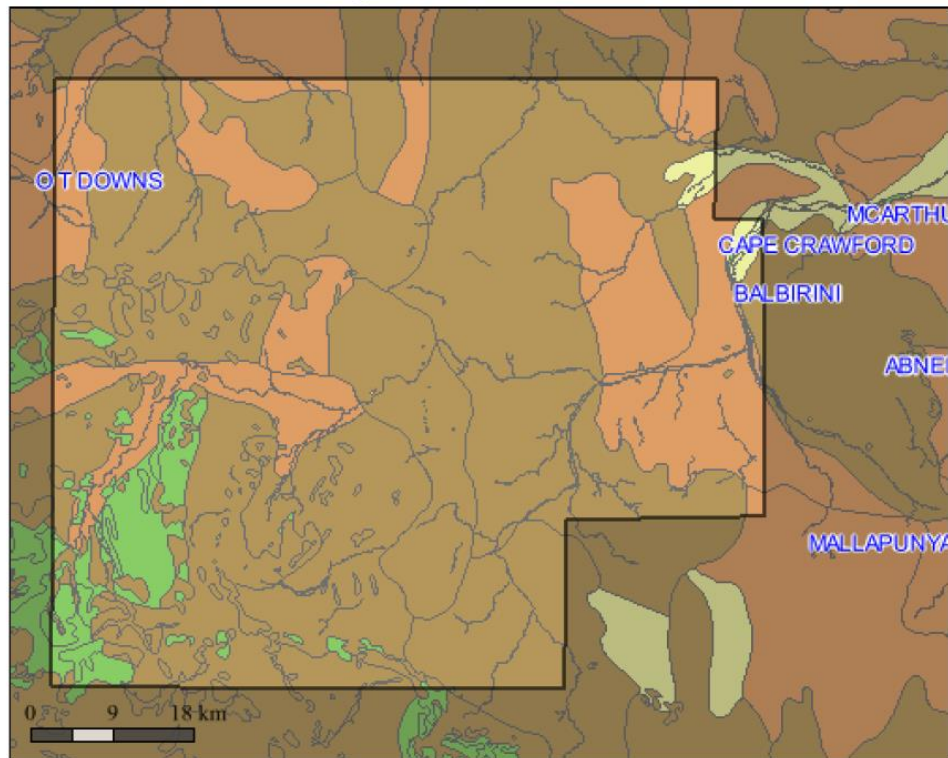 O T DOWNS
MCARTHU
CAPE CRAWFORD
BALBIRINI
ABNE
MALLAPUNYA
0 9 18 km